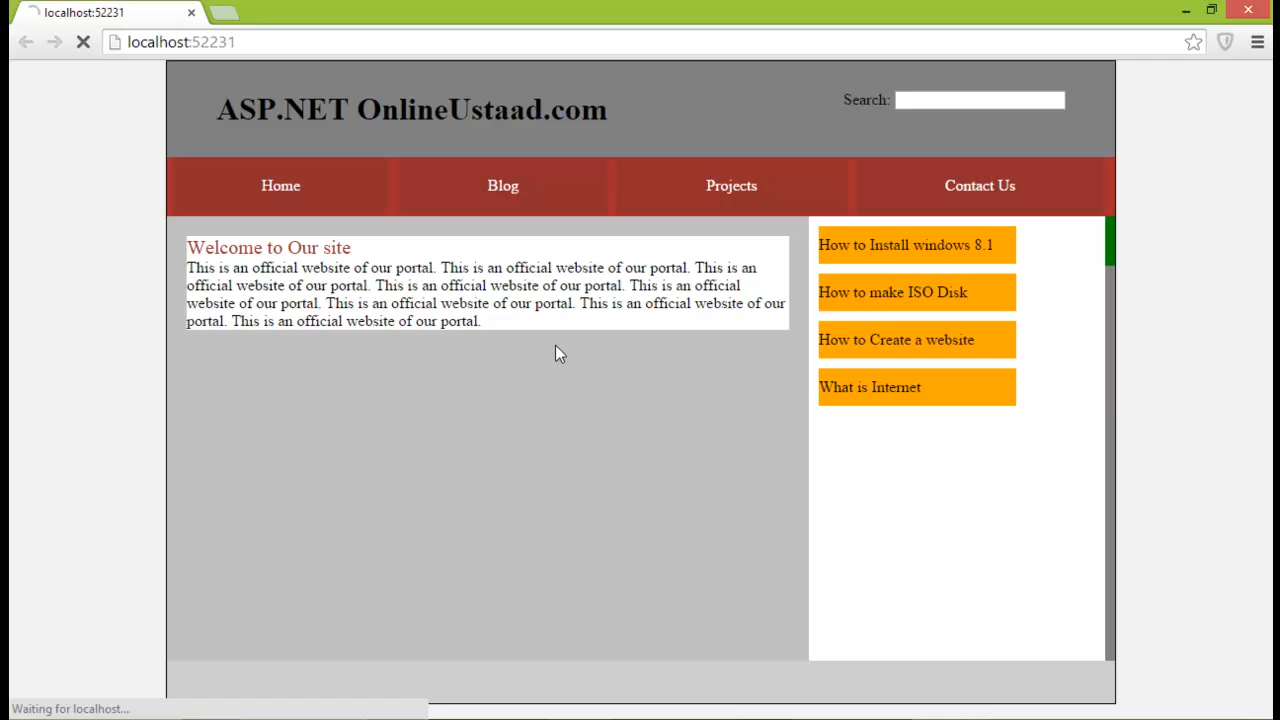 localhost:52231
localhost:52231
ASP.NET OnlineUstaad.com
Search:
Home
Blog
Projects
Contact Us
Welcome to Our site
This is an official website of our portal. This is an official website of our portal. This is an
official website of our portal. This is an official website of our portal. This is an official
website of our portal. This is an official website of our portal. This is an official website of our
portal. This is an official website of our portal.
How to Install windows 8.1
How to make ISO Disk
How to Create a website
What is Internet
Waiting for localhost...